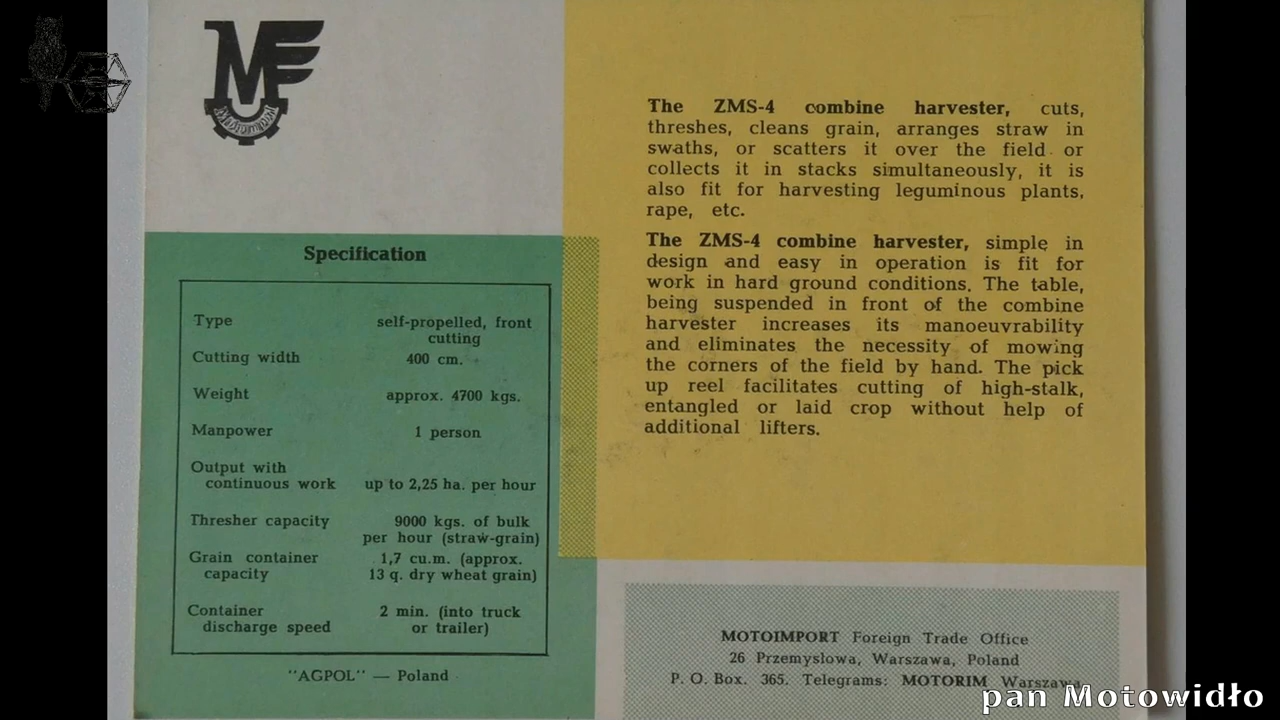 MF
The ZMS-4 combine harvester, cuts,
threshes, cleans grain, arranges straw in
swaths, or scatters it over the field or
collects it in stacks simultaneously, it is
also fit for harvesting leguminous plants,
rape, etc.
The ZMS-4 combine harvester, simple in
design and easy in operation is fit for
work in hard ground conditions. The table,
being suspended in front of the combine
harvester increases its manoeuvrability
and eliminates the necessity of mowing
the corners of the field by hand. The pick
up reel facilitates cutting of high-stalk,
entangled or laid crop without help of
additional lifters.
Specification
Type self-propelled, front
cutting
Cutting width 400 cm.
Weight approx. 4700 kgs.
Manpower 1 person
Output with
continuous work up to 2,25 ha. per hour
Thresher capacity 9000 kgs. of bulk
per hour (straw-grain)
Grain container 1,7 cu.m. (approx.
capacity 13 q. dry wheat grain)
Container 2 min. (into truck
discharge speed or trailer)
"AGPOL" — Poland
MOTOIMPORT Foreign Trade Office
26 Przemyslowa, Warszawa, Poland
P. O. Box. 365. Telegrams: MOTORIM Warszawa
pan Motowidło